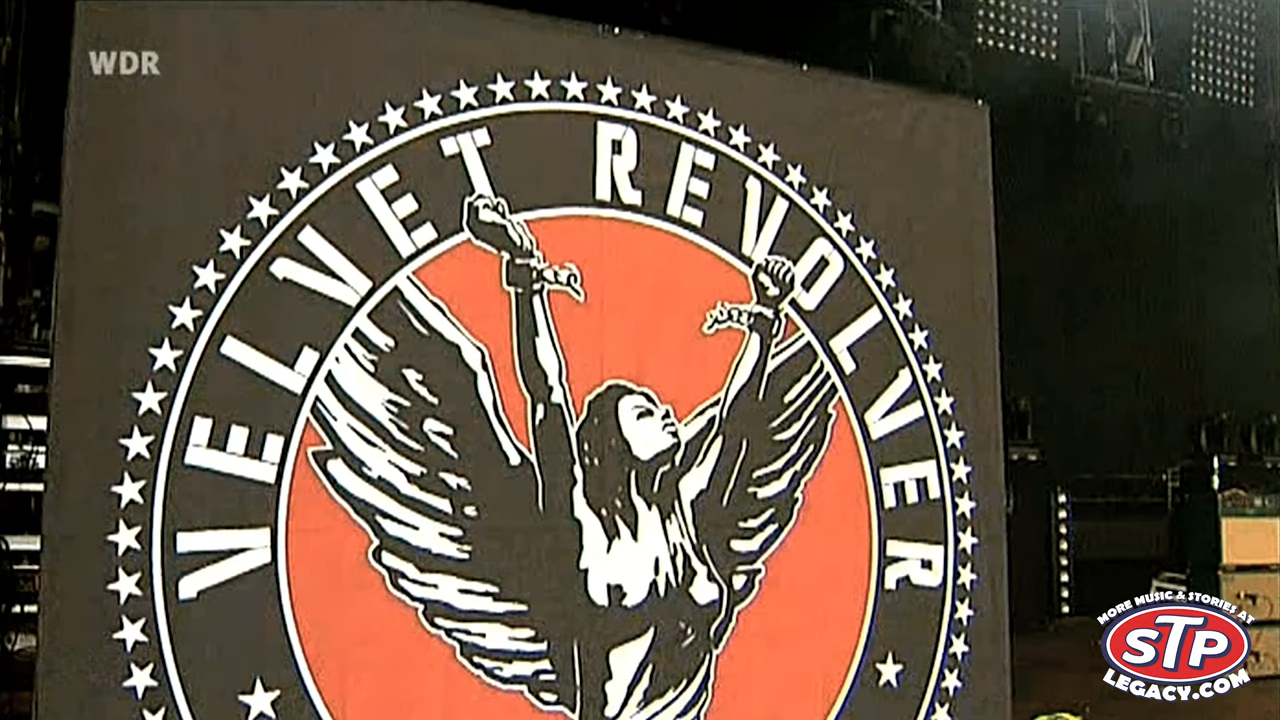 WDR
VELVET REVOLVER
MORE MUSIC & STORIES AT
STP
LEGACY.COM